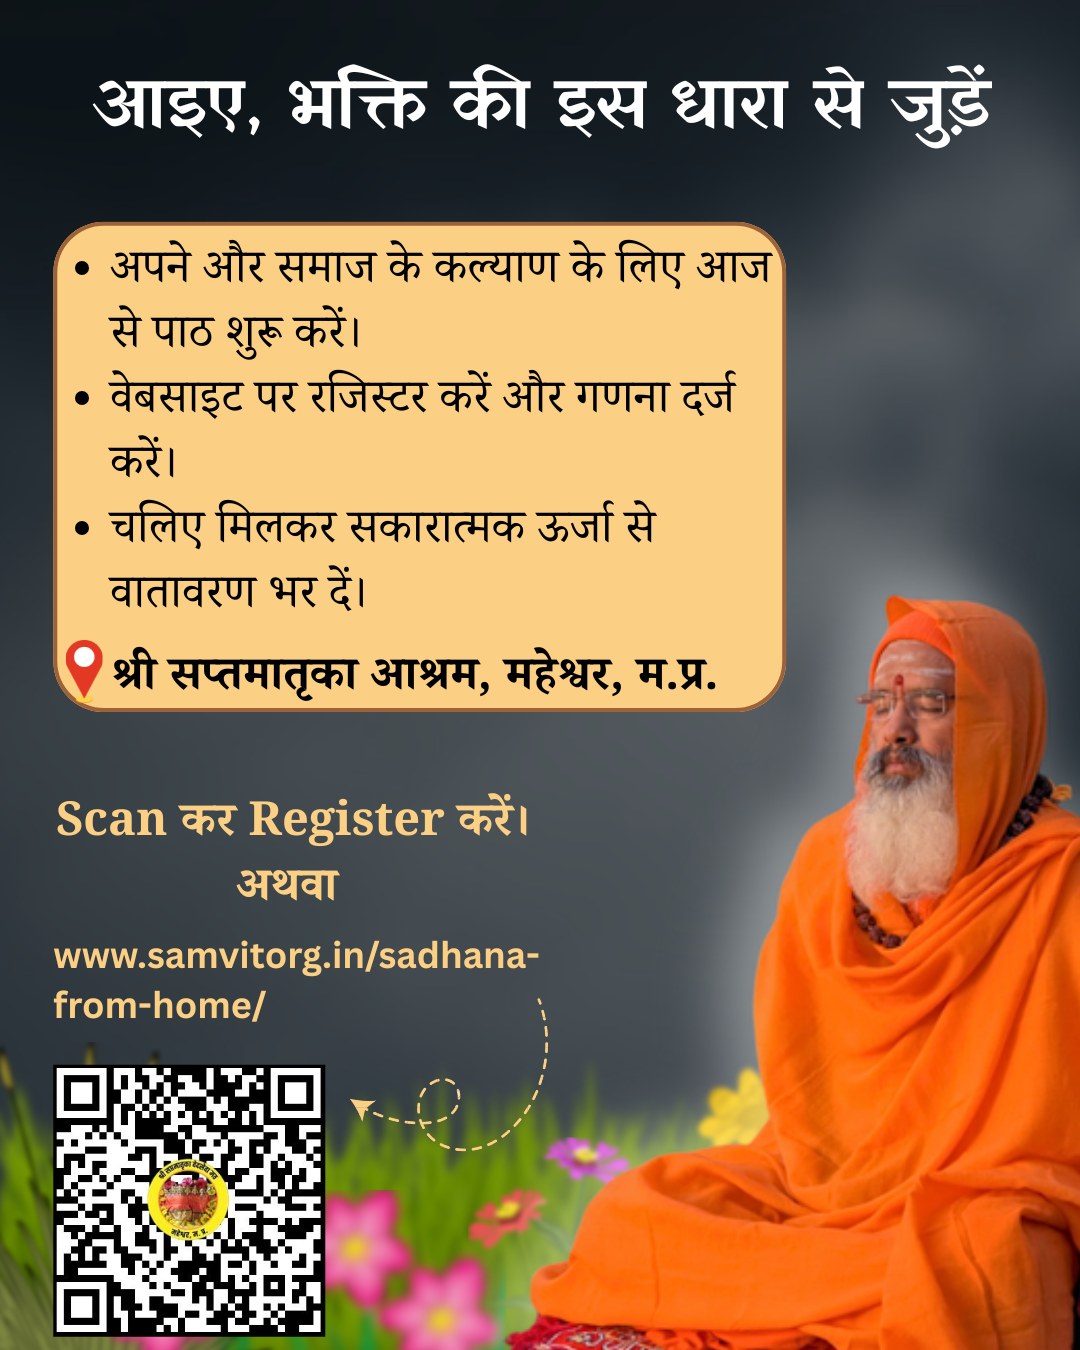 आइए, भक्ति की इस धारा से जुड़ें
• अपने और समाज के कल्याण के लिए आज
से पाठ शुरू करें।
• वेबसाइट पर रजिस्टर करें और गणना दर्ज
करें।
• चलिए मिलकर सकारात्मक ऊर्जा से
वातावरण भर दें।
श्री सप्तमातृका आश्रम, महेश्वर, म.प्र.
Scan कर Register करें।
अथवा
www.samvitorg.in/sadhana-
from-home/
महेश्वर, म. प्र.